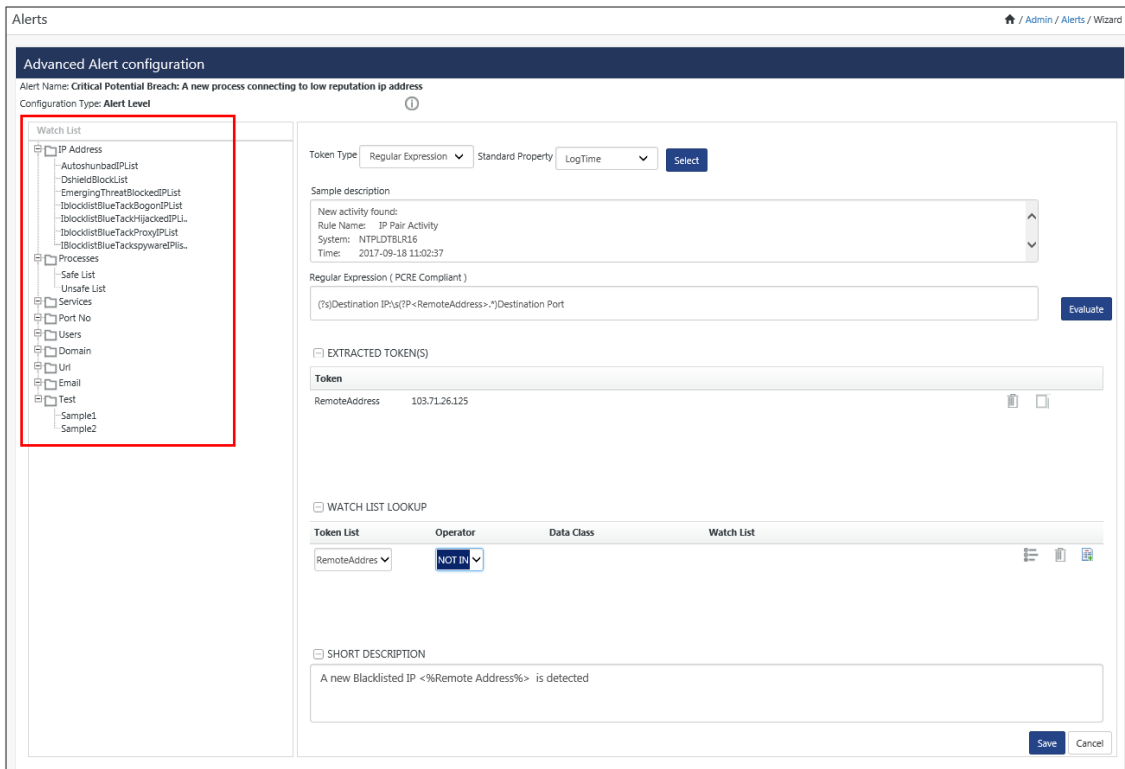 Alerts
/ Admin / Alerts / Wizard
Advanced Alert configuration
Alert Name: Critical Potential Breach: A new process connecting to low reputation ip address
Configuration Type: Alert Level
Watch List
IP Address
AutoshunbadIPList
DshieldBlockList
EmergingThreatBlockedIPList
IblocklistBlueTackBogonIPList
IblocklistBlueTackHijackedIPLi..
IblocklistBlueTackProxyIPList
IBlocklistBlueTackspywareIPlis..
Processes
Safe List
Unsafe List
Services
Port No
Users
Domain
Url
Email
Test
Sample1
Sample2
Token Type Regular Expression Standard Property LogTime Select
Sample description
New activity found:
Rule Name: IP Pair Activity
System: NTPLDTBLR16
Time: 2017-09-18 11:02:37
Regular Expression ( PCRE Compliant )
(?s)Destination IP:\s(?P<RemoteAddress>.*)Destination Port
Evaluate
EXTRACTED TOKEN(S)
Token
RemoteAddress 103.71.26.125
WATCH LIST LOOKUP
Token List Operator Data Class Watch List
RemoteAddres NOT IN
SHORT DESCRIPTION
A new Blacklisted IP <%Remote Address%> is detected
Save Cancel